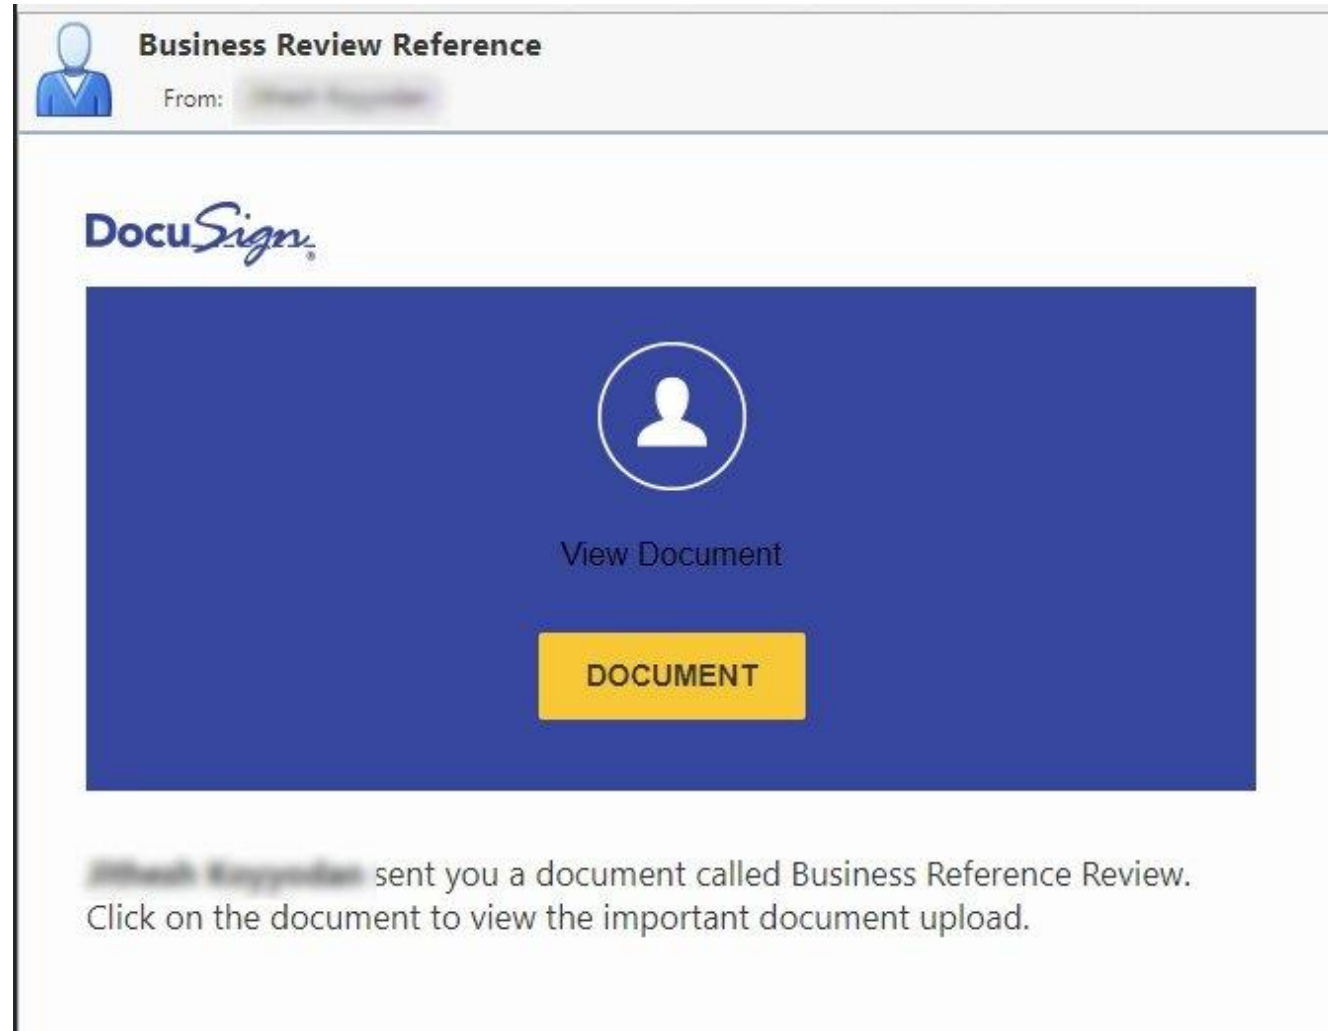 Business Review Reference
From:
DocuSign®
View Document
DOCUMENT
sent you a document called Business Reference Review.
Click on the document to view the important document upload.